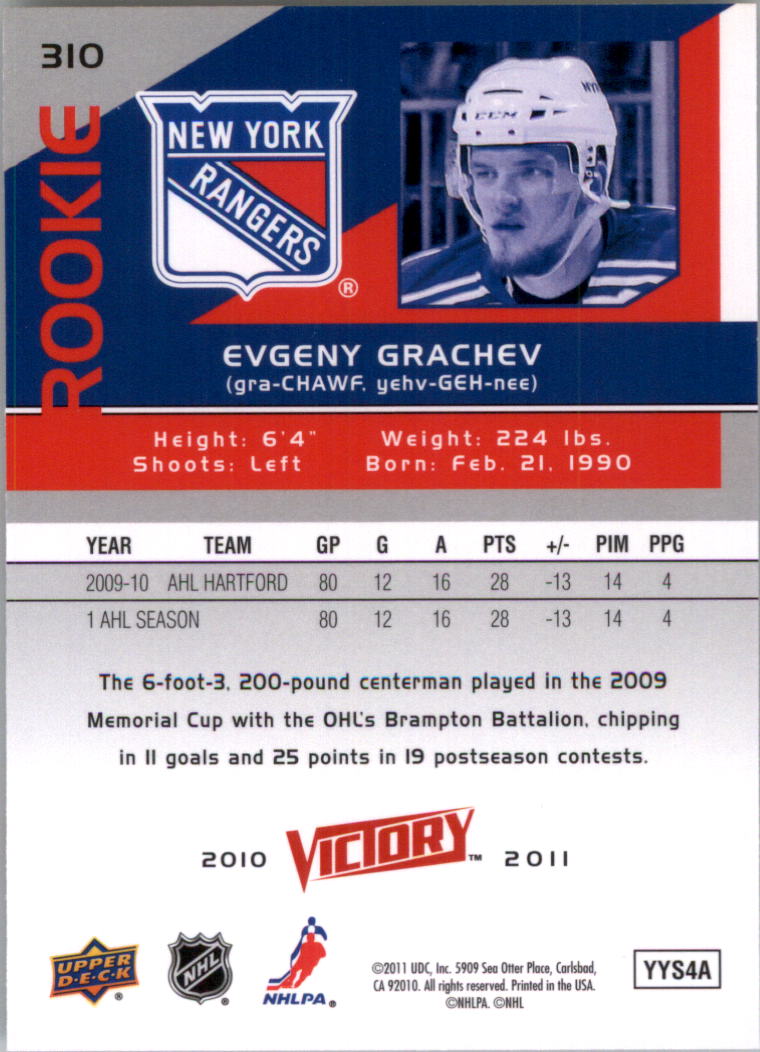 310
ROOKIE
NEW YORK
RANGERS
®
CCM
NY
EVGENY GRACHEV
(gra-CHAWF, yehv-GEH-nee)
Height: 6'4" Weight: 224 lbs.
Shoots: Left Born: Feb. 21, 1990
YEAR TEAM GP G A PTS +/- PIM PPG
2009-10 AHL HARTFORD 80 12 16 28 -13 14 4
1 AHL SEASON 80 12 16 28 -13 14 4
The 6-foot-3, 200-pound centerman played in the 2009
Memorial Cup with the OHL's Brampton Battalion, chipping
in 11 goals and 25 points in 19 postseason contests.
2010 VICTORY™ 2011
UPPER
D·E·C·K
®
NHL
®
NHLPA®
©2011 UDC, Inc. 5909 Sea Otter Place, Carlsbad,
CA 92010. All rights reserved. Printed in the USA.
©NHLPA. ©NHL
YYS4A